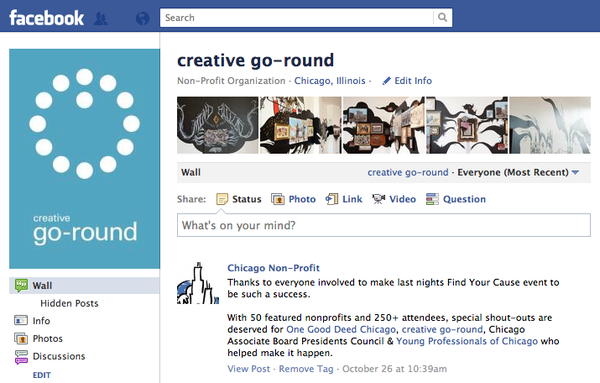 facebook
Search
creative
go-round
Wall
Hidden Posts
Info
Photos
Discussions
EDIT
creative go-round
Non-Profit Organization · Chicago, Illinois · Edit Info
Wall creative go-round · Everyone (Most Recent)
Share: Status Photo Link Video Question
What's on your mind?
Chicago Non-Profit
Thanks to everyone involved to make last nights Find Your Cause event to
be such a success.
With 50 featured nonprofits and 250+ attendees, special shout-outs are
deserved for One Good Deed Chicago, creative go-round, Chicago
Associate Board Presidents Council & Young Professionals of Chicago who
helped make it happen.
View Post · Remove Tag · October 26 at 10:39am